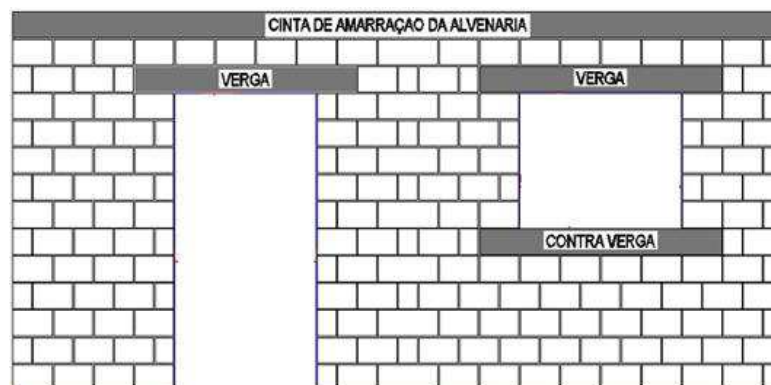 CINTA DE AMARRAÇAO DA ALVENARIA
VERGA
VERGA
CONTRA VERGA